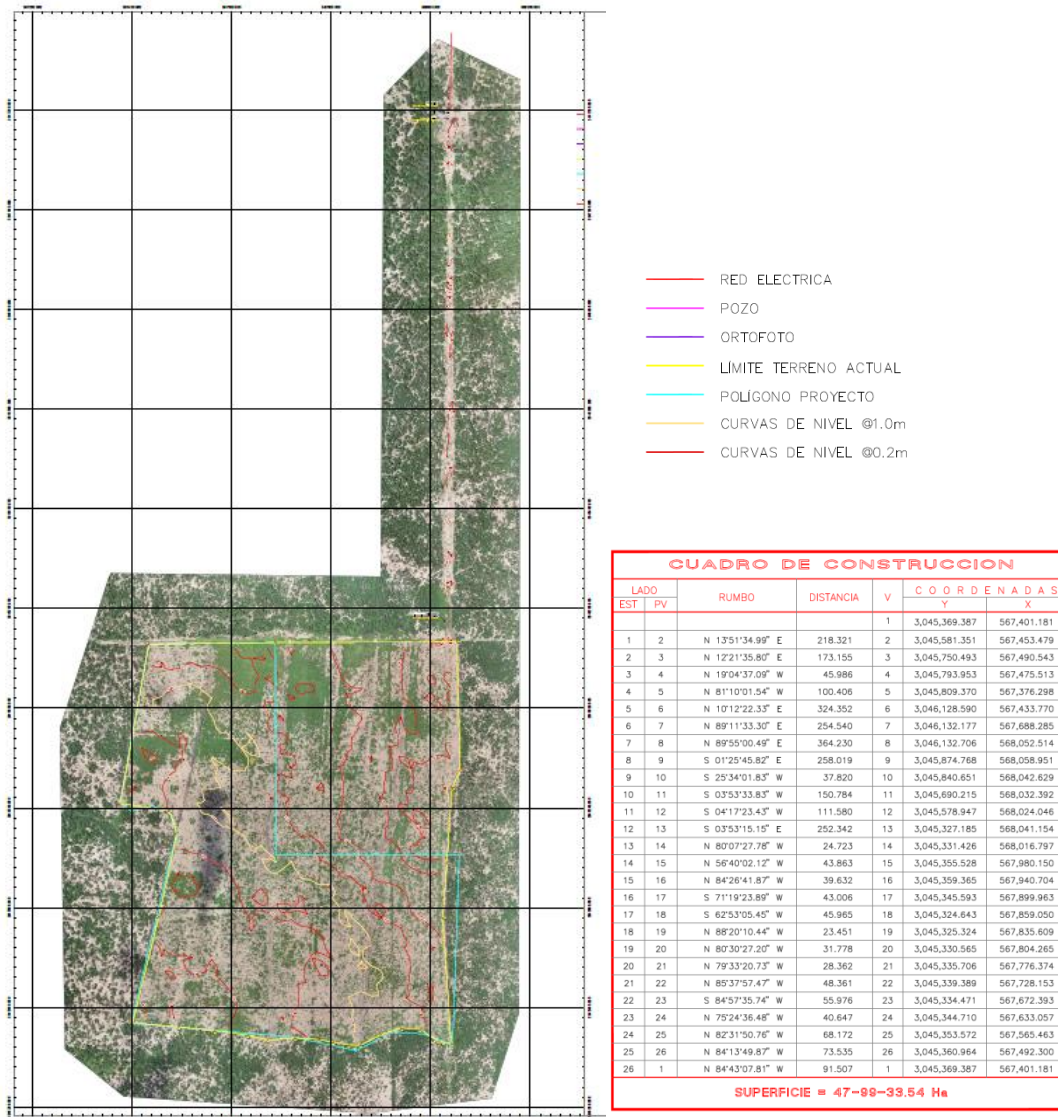 RED ELECTRICA
POZO
ORTOFOTO
LÍMITE TERRENO ACTUAL
POLÍGONO PROYECTO
CURVAS DE NIVEL @1.0m
CURVAS DE NIVEL @0.2m
CUADRO DE CONSTRUCCION
LADO RUMBO DISTANCIA V COORDENADAS
EST PV Y X
1 3,045,369.387 567,401.181
1 2 N 13°51'34.99" E 218.321 2 3,045,581.351 567,453.479
2 3 N 12°21'35.80" E 173.155 3 3,045,750.493 567,490.543
3 4 N 19°04'37.09" W 45.986 4 3,045,793.953 567,475.513
4 5 N 81°10'01.54" W 100.406 5 3,045,809.370 567,376.298
5 6 N 10°12'22.33" E 324.352 6 3,046,128.590 567,433.770
6 7 N 89°11'33.30" E 254.540 7 3,046,132.177 567,688.285
7 8 N 89°55'00.49" E 364.230 8 3,046,132.706 568,052.514
8 9 S 01°25'45.82" E 258.019 9 3,045,874.768 568,058.951
9 10 S 25°34'01.83" W 37.820 10 3,045,840.651 568,042.629
10 11 S 03°53'33.83" W 150.784 11 3,045,690.215 568,032.392
11 12 S 04°17'23.43" W 111.580 12 3,045,578.947 568,024.046
12 13 S 03°53'15.15" E 252.342 13 3,045,327.185 568,041.154
13 14 N 80°07'27.78" W 24.723 14 3,045,331.426 568,016.797
14 15 N 56°40'02.12" W 43.863 15 3,045,355.528 567,980.150
15 16 N 84°26'41.87" W 39.632 16 3,045,359.365 567,940.704
16 17 S 71°19'23.89" W 43.006 17 3,045,345.593 567,899.963
17 18 S 62°53'05.45" W 45.965 18 3,045,324.643 567,859.050
18 19 N 88°20'10.44" W 23.451 19 3,045,325.324 567,835.609
19 20 N 80°30'27.20" W 31.778 20 3,045,330.565 567,804.265
20 21 N 79°33'20.73" W 28.362 21 3,045,335.706 567,776.374
21 22 N 85°37'57.47" W 48.361 22 3,045,339.389 567,728.153
22 23 S 84°57'35.74" W 55.976 23 3,045,334.471 567,672.393
23 24 N 75°24'36.48" W 40.647 24 3,045,344.710 567,633.057
24 25 N 82°31'50.76" W 68.172 25 3,045,353.572 567,565.463
25 26 N 84°13'49.87" W 73.535 26 3,045,360.964 567,492.300
26 1 N 84°43'07.81" W 91.507 1 3,045,369.387 567,401.181
SUPERFICIE = 47-99-33.54 Ha